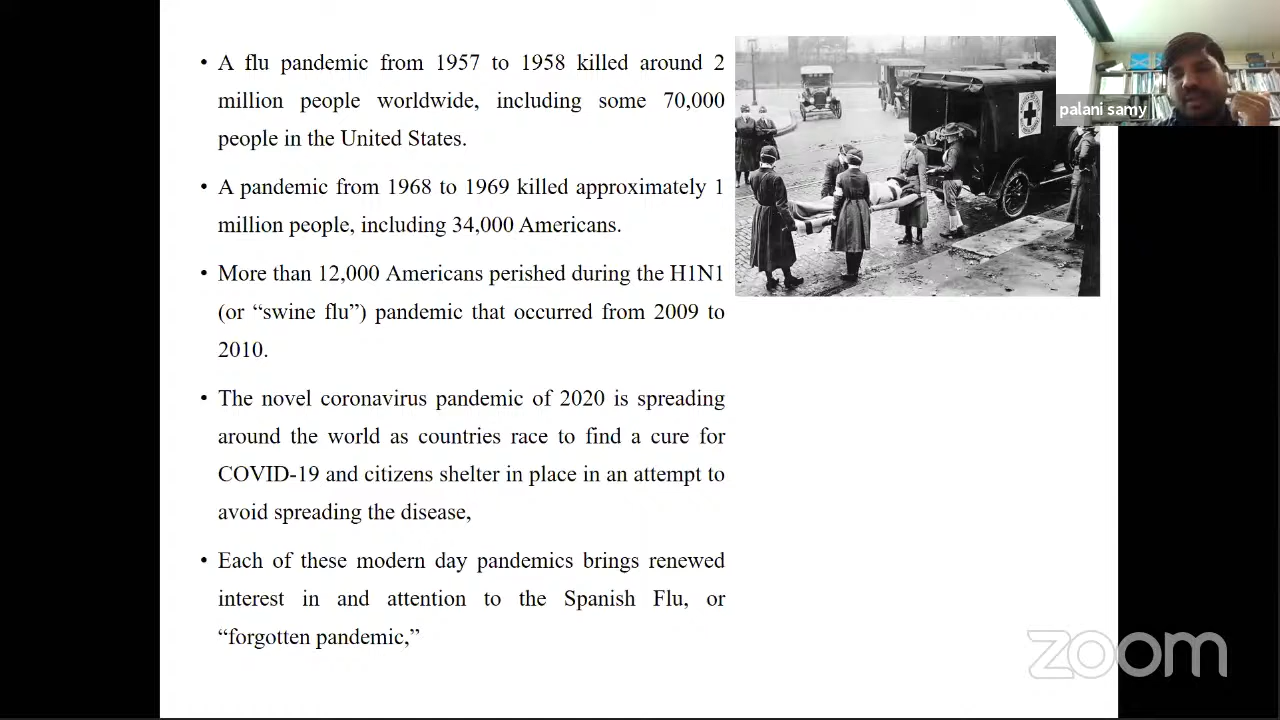 • A flu pandemic from 1957 to 1958 killed around 2
million people worldwide, including some 70,000
people in the United States.
• A pandemic from 1968 to 1969 killed approximately 1
million people, including 34,000 Americans.
• More than 12,000 Americans perished during the H1N1
(or “swine flu”) pandemic that occurred from 2009 to
2010.
• The novel coronavirus pandemic of 2020 is spreading
around the world as countries race to find a cure for
COVID-19 and citizens shelter in place in an attempt to
avoid spreading the disease,
• Each of these modern day pandemics brings renewed
interest in and attention to the Spanish Flu, or
“forgotten pandemic,”
palani samy
zoom